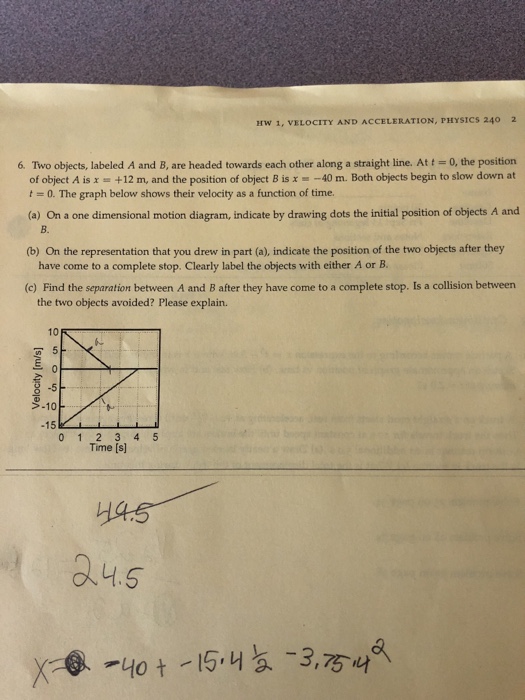 HW 1, VELOCITY AND ACCELERATION, PHYSICS 240 2
6. Two objects, labeled A and B, are headed towards each other along a straight line. At t = 0, the position
of object A is x = +12 m, and the position of object B is x = −40 m. Both objects begin to slow down at
t = 0. The graph below shows their velocity as a function of time.
(a) On a one dimensional motion diagram, indicate by drawing dots the initial position of objects A and
B.
(b) On the representation that you drew in part (a), indicate the position of the two objects after they
have come to a complete stop. Clearly label the objects with either A or B.
(c) Find the separation between A and B after they have come to a complete stop. Is a collision between
the two objects avoided? Please explain.
10
5
0
-5
-10
-15
Velocity [m/s]
0 1 2 3 4 5
Time [s]
49.5
24.5
x= -40 + -15·4 1/2 -3.75·4²